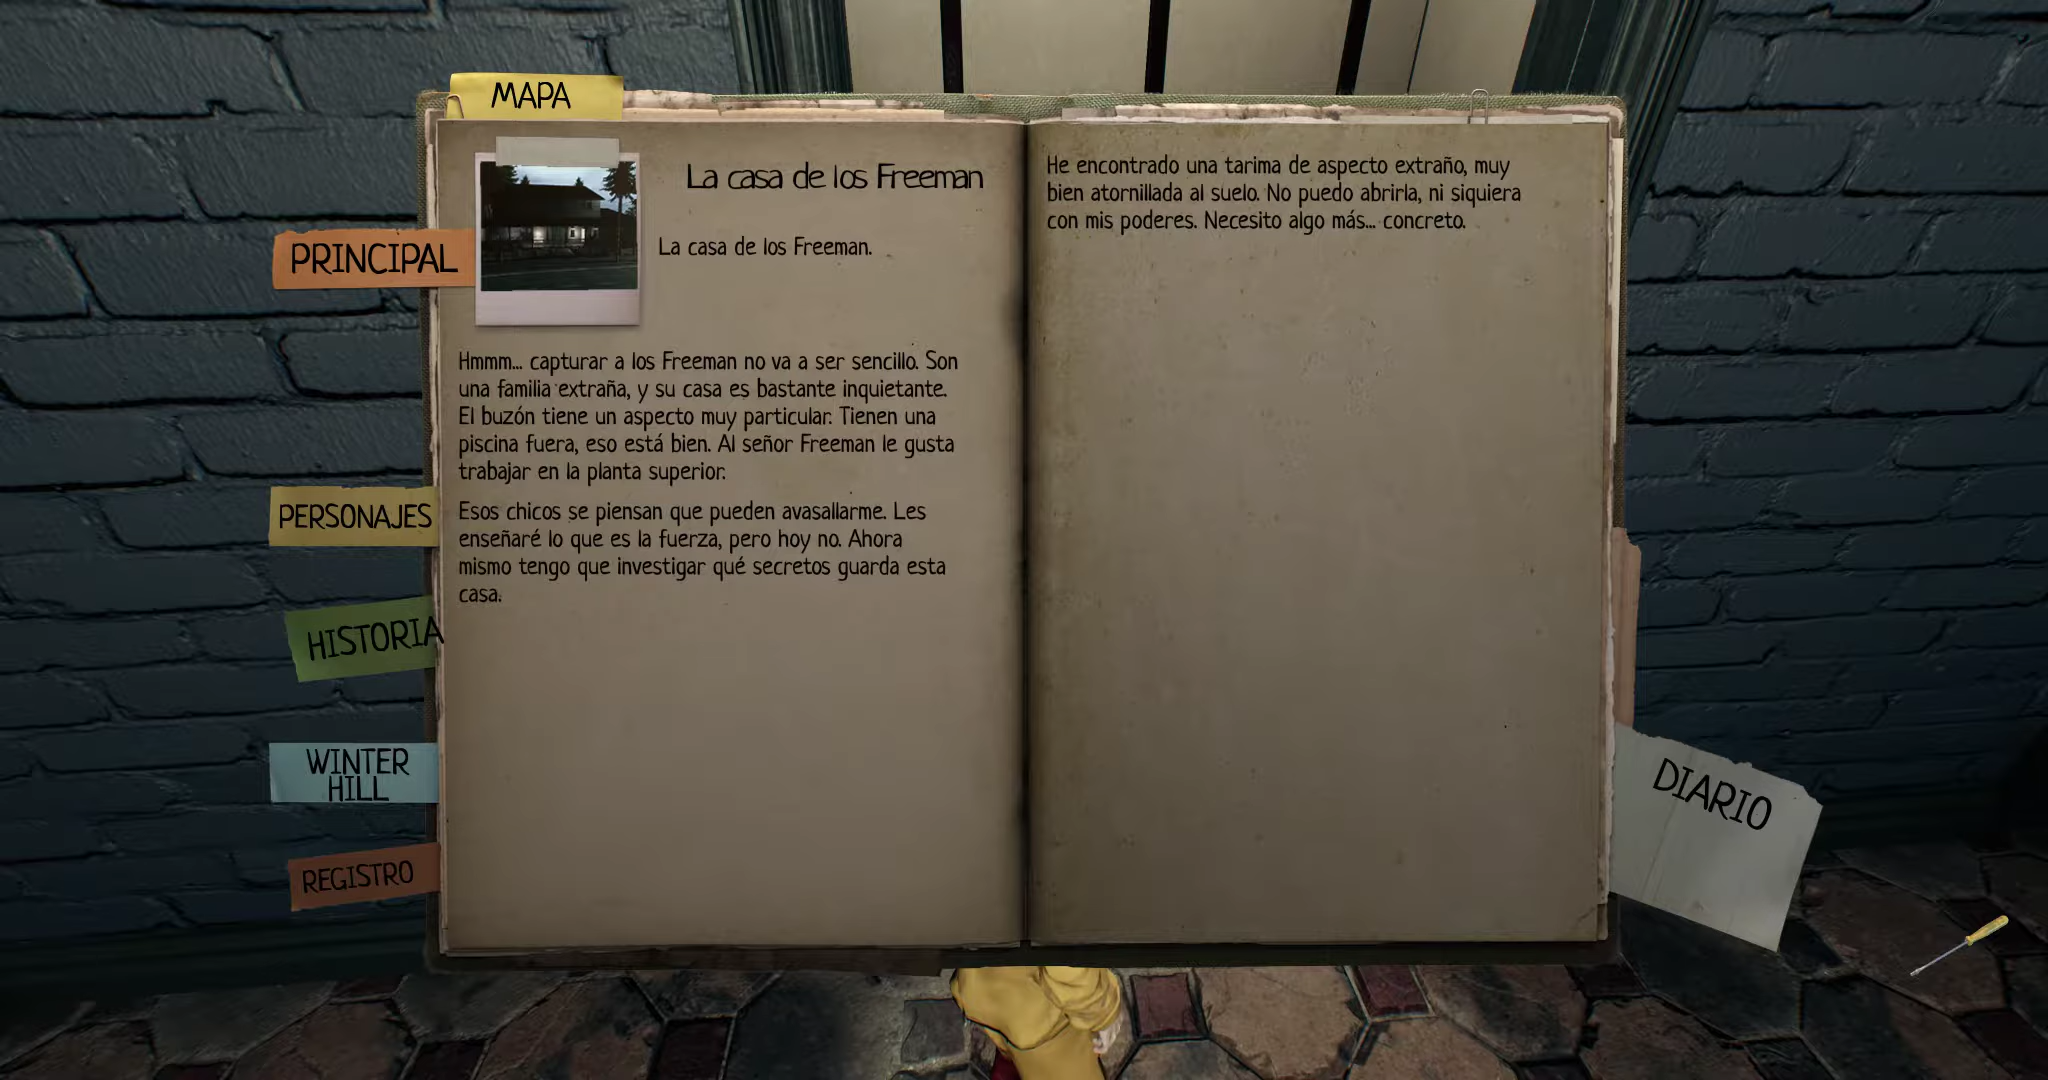 MAPA
PRINCIPAL
PERSONAJES
HISTORIA
WINTER
HILL
REGISTRO
La casa de los Freeman
La casa de los Freeman.
Hmmm... capturar a los Freeman no va a ser sencillo. Son
una familia extraña, y su casa es bastante inquietante.
El buzón tiene un aspecto muy particular. Tienen una
piscina fuera, eso está bien. Al señor Freeman le gusta
trabajar en la planta superior.
Esos chicos se piensan que pueden avasallarme. Les
enseñaré lo que es la fuerza, pero hoy no. Ahora
mismo tengo que investigar qué secretos guarda esta
casa.
He encontrado una tarima de aspecto extraño, muy
bien atornillada al suelo. No puedo abrirla, ni siquiera
con mis poderes. Necesito algo más... concreto.
DIARIO